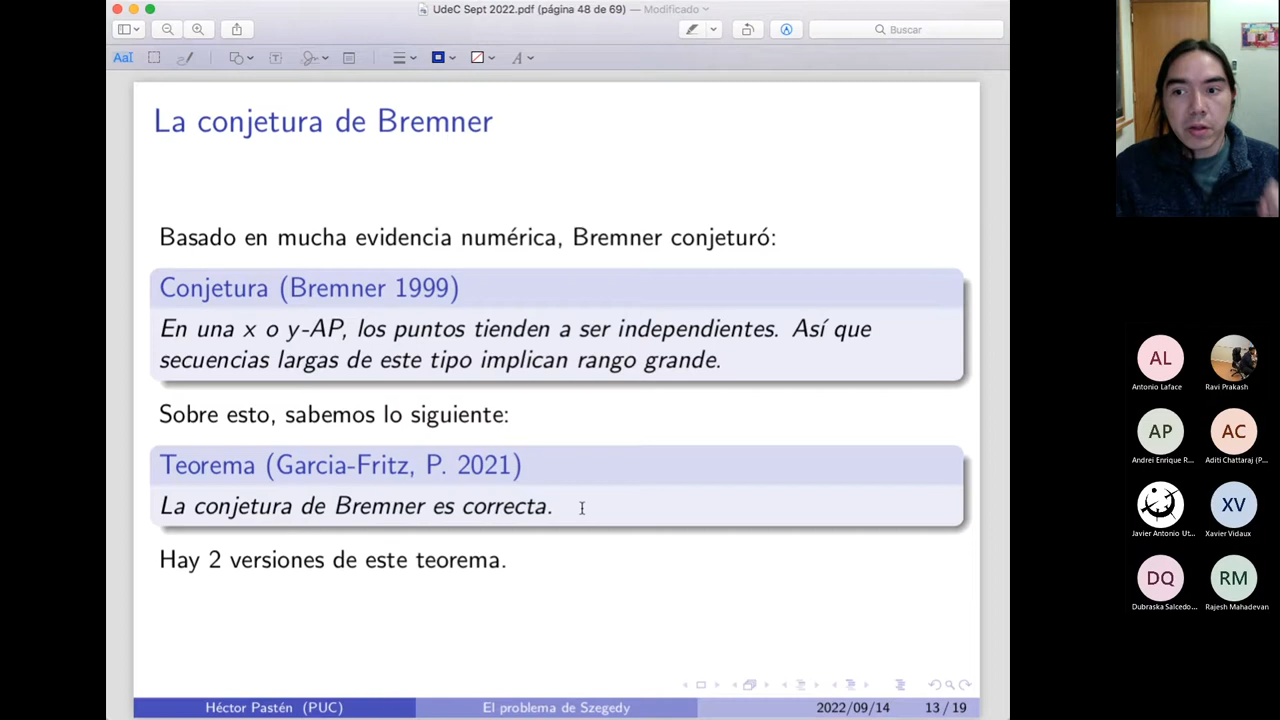 UdeC Sept 2022.pdf (página 48 de 69) — Modificado
Buscar
AaI
T
A
La conjetura de Bremner
Basado en mucha evidencia numérica, Bremner conjeturó:
Conjetura (Bremner 1999)
En una x o y-AP, los puntos tienden a ser independientes. Así que
secuencias largas de este tipo implican rango grande.
Sobre esto, sabemos lo siguiente:
Teorema (Garcia-Fritz, P. 2021)
La conjetura de Bremner es correcta.
Hay 2 versiones de este teorema.
Héctor Pastén (PUC)
El problema de Szegedy
2022/09/14
13 / 19
AL
Antonio Laface
Ravi Prakash
AP
AC
Andrei Enrique R...
Aditi Chattaraj (P...
XV
Javier Antonio Ut...
Xavier Vidaux
DQ
RM
Dubraska Salcedo...
Rajesh Mahadevan